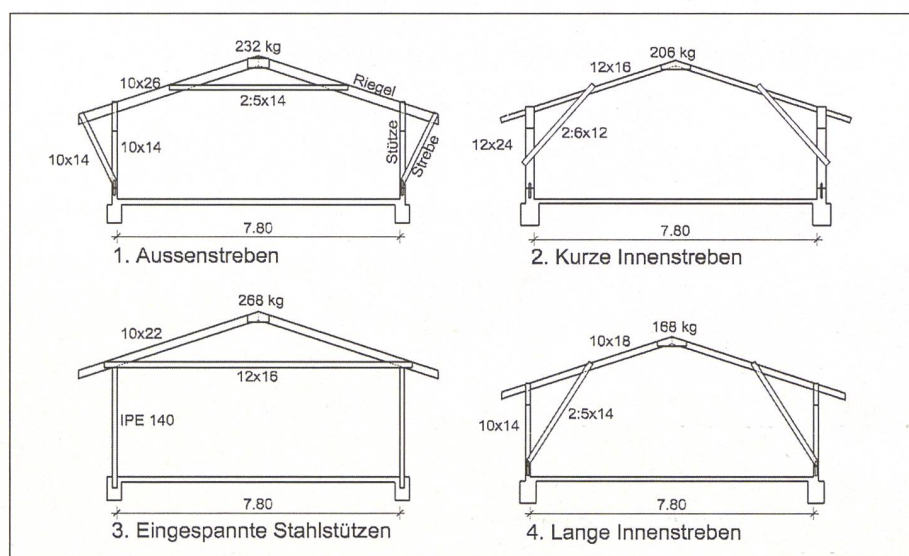 232 kg
10x26
Riegel
2:5x14
10x14
10x14
Stütze
Strebe
7.80
1. Aussenstreben
206 kg
12x16
12x24
2:6x12
7.80
2. Kurze Innenstreben
268 kg
10x22
12x16
IPE 140
7.80
3. Eingespannte Stahlstützen
168 kg
10x18
10x14
2:5x14
7.80
4. Lange Innenstreben